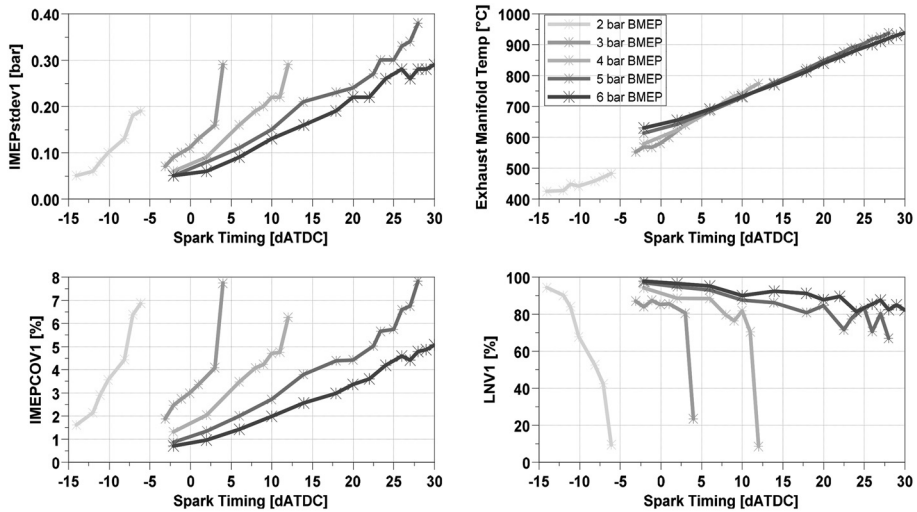 IMEPstdev1 [bar]
0.40
0.30
0.20
0.10
0.00
-15 -10 -5 0 5 10 15 20 25 30
Spark Timing [dATDC]
Exhaust Manifold Temp [°C]
1000
900
800
700
600
500
400
2 bar BMEP
3 bar BMEP
4 bar BMEP
5 bar BMEP
6 bar BMEP
-15 -10 -5 0 5 10 15 20 25 30
Spark Timing [dATDC]
IMEPCOV1 [%]
8
7
6
5
4
3
2
1
0
-15 -10 -5 0 5 10 15 20 25 30
Spark Timing [dATDC]
LNV1 [%]
100
80
60
40
20
0
-15 -10 -5 0 5 10 15 20 25 30
Spark Timing [dATDC]